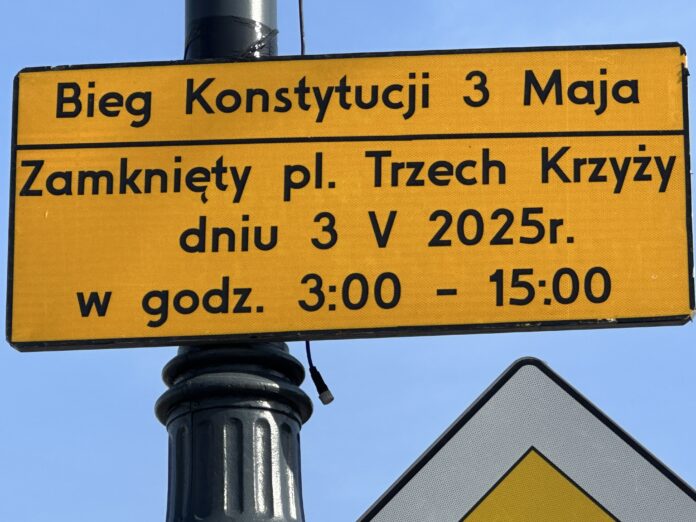 Bieg Konstytucji 3 Maja
Zamknięty pl. Trzech Krzyży
dniu 3 V 2025r.
w godz. 3:00 - 15:00